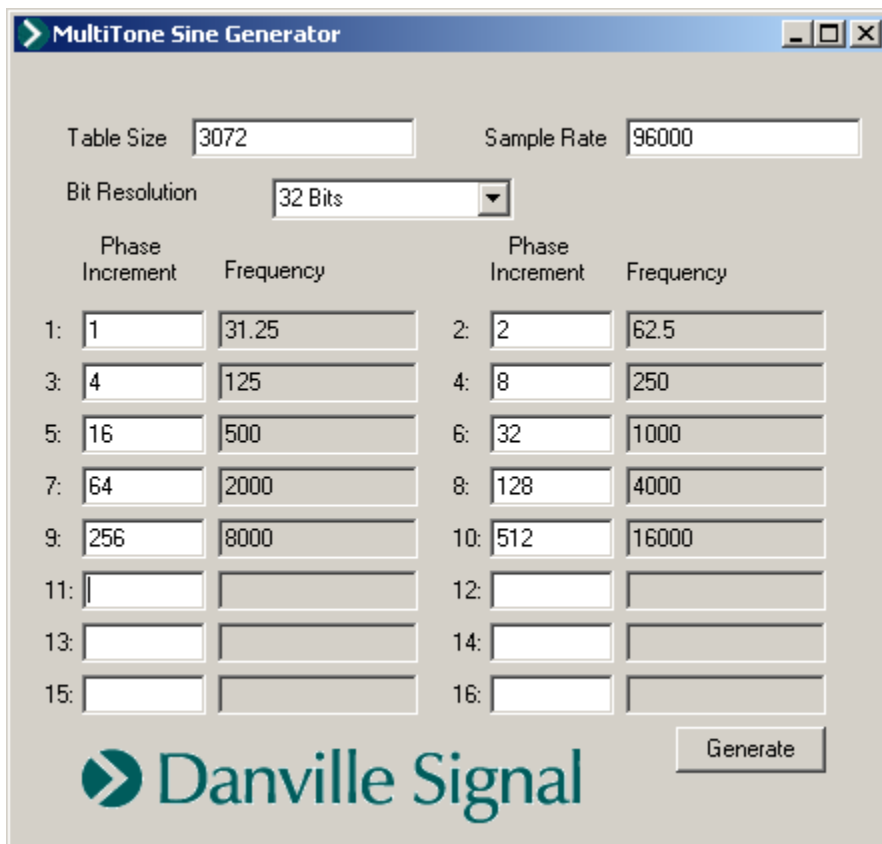 MultiTone Sine Generator
Table Size 3072 Sample Rate 96000
Bit Resolution 32 Bits
Phase Increment Frequency Phase Increment Frequency
1: 1 31.25 2: 2 62.5
3: 4 125 4: 8 250
5: 16 500 6: 32 1000
7: 64 2000 8: 128 4000
9: 256 8000 10: 512 16000
11: 12:
13: 14:
15: 16:
Generate
Danville Signal